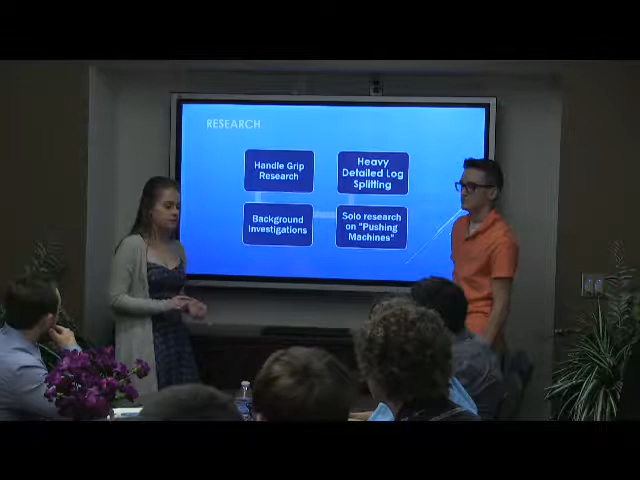 RESEARCH
Handle Grip
Research
Heavy
Detailed Log
Splitting
Background
Investigations
Solo research
on "Pushing
Machines"